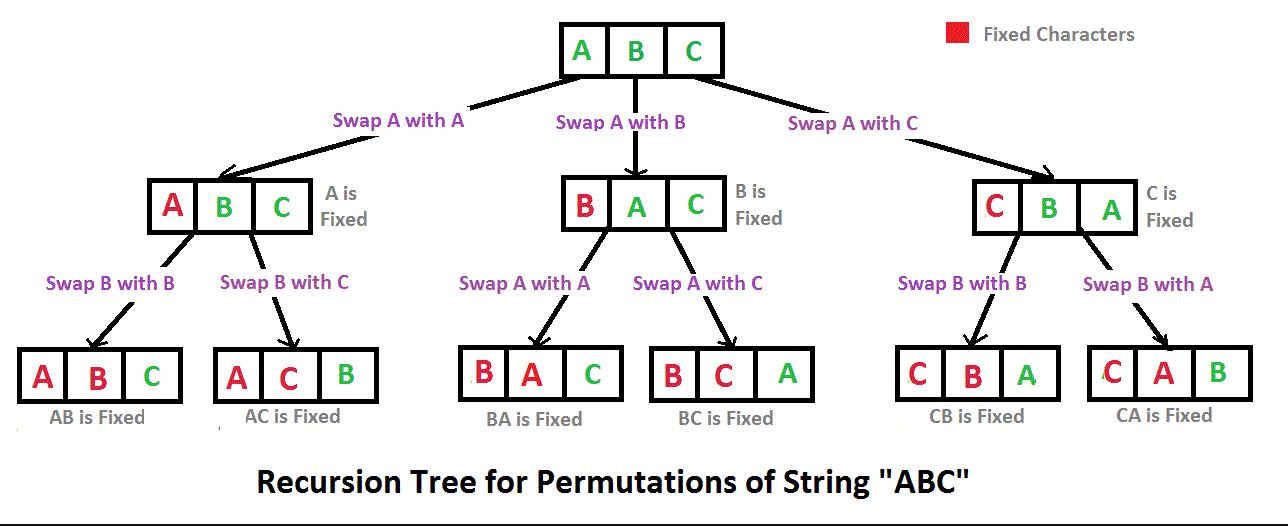 A B C
Fixed Characters
Swap A with A
Swap A with B
Swap A with C
A B C
A is
Fixed
B A C
B is
Fixed
C B A
C is
Fixed
Swap B with B
Swap B with C
Swap A with A
Swap A with C
Swap B with B
Swap B with A
A B C
A C B
B A C
B C A
C B A
C A B
AB is Fixed
AC is Fixed
BA is Fixed
BC is Fixed
CB is Fixed
CA is Fixed
Recursion Tree for Permutations of String "ABC"